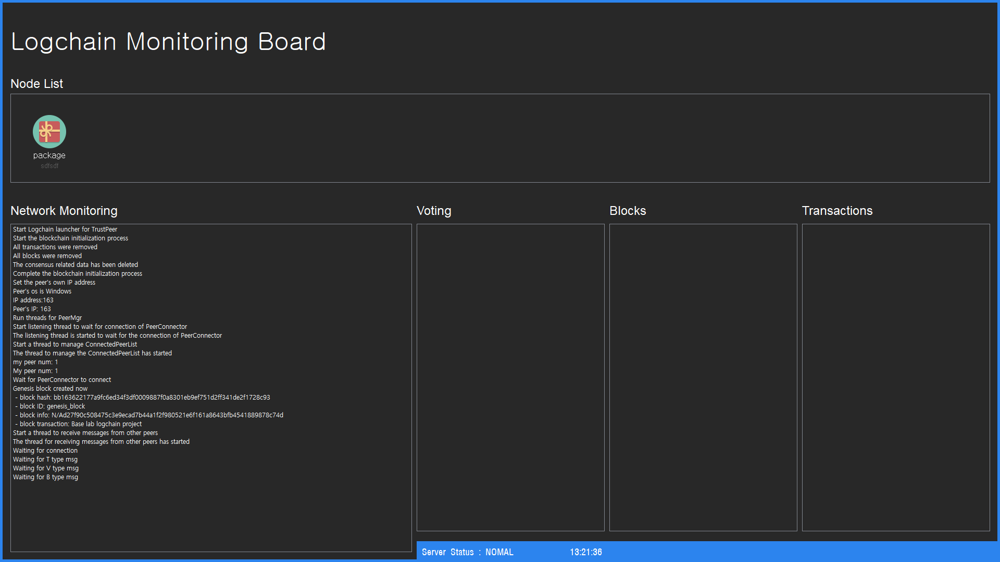 Logchain Monitoring Board
Node List
package
sdfsdf
Network Monitoring
Start Logchain launcher for TrustPeer
Start the blockchain initialization process
All transactions were removed
All blocks were removed
The consensus related data has been deleted
Complete the blockchain initialization process
Set the peer's own IP address
Peer's os is Windows
IP address:163
Peer's IP: 163
Run threads for PeerMgr
Start listening thread to wait for connection of PeerConnector
The listening thread is started to wait for the connection of PeerConnector
Start a thread to manage ConnectedPeerList
The thread to manage the ConnectedPeerList has started
my peer num: 1
My peer num: 1
Wait for PeerConnector to connect
Genesis block created now
- block hash: bb163622177a9fc6ed34f3df0009887f0a8301eb9ef751d2ff341de2f1728c93
- block ID: genesis_block
- block info: N/Ad27f90c508475c3e9ecad7b44a1f2f980521e6f161a8643bfb4541889878c74d
- block transaction: Base lab logchain project
Start a thread to receive messages from other peers
The thread for receiving messages from other peers has started
Waiting for connection
Waiting for T type msg
Waiting for V type msg
Waiting for B type msg
Voting
Blocks
Transactions
Server Status : NOMAL 13:21:36